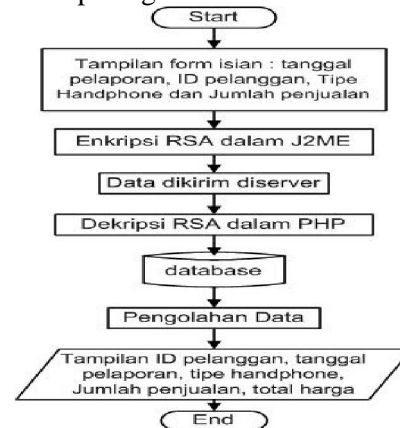 Start
Tampilan form isian : tanggal
pelaporan, ID pelanggan, Tipe
Handphone dan Jumlah penjualan
Enkripsi RSA dalam J2ME
Data dikirim diserver
Dekripsi RSA dalam PHP
database
Pengolahan Data
Tampilan ID pelanggan, tanggal
pelaporan, tipe handphone,
Jumlah penjualan, total harga
End